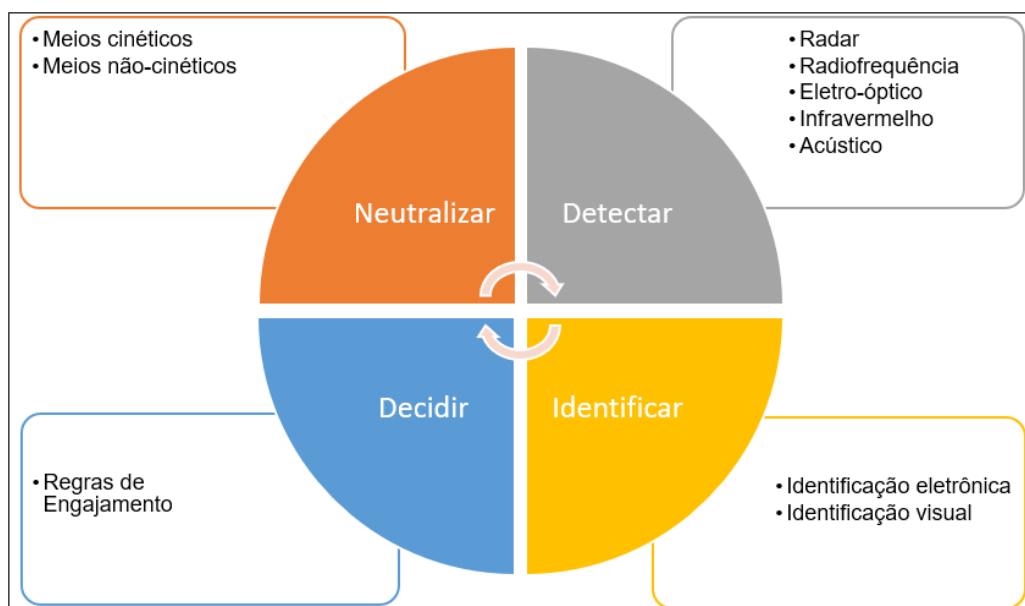 • Meios cinéticos
• Meios não-cinéticos
• Radar
• Radiofrequência
• Eletro-óptico
• Infravermelho
• Acústico
Neutralizar
Detectar
Decidir
Identificar
• Regras de
Engajamento
• Identificação eletrônica
• Identificação visual